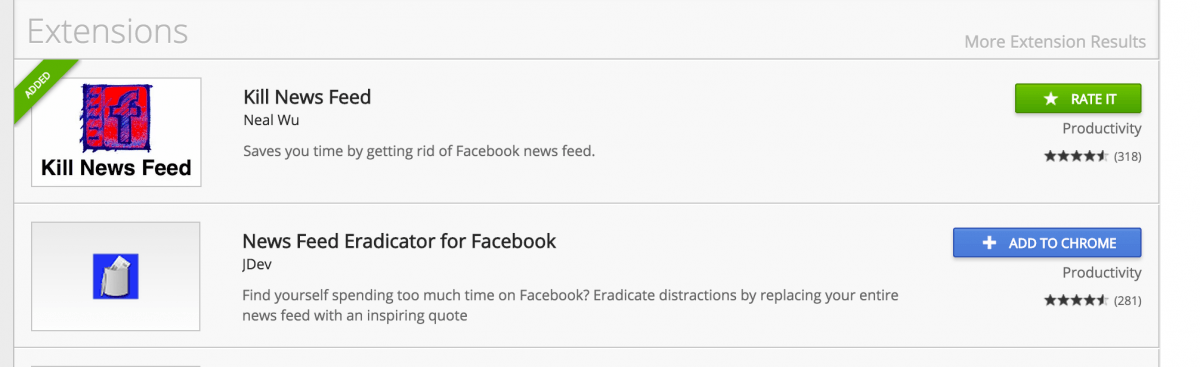 Extensions
More Extension Results
ADDED
Kill News Feed
Kill News Feed
Neal Wu
Saves you time by getting rid of Facebook news feed.
RATE IT
Productivity
(318)
News Feed Eradicator for Facebook
JDev
Find yourself spending too much time on Facebook? Eradicate distractions by replacing your entire
news feed with an inspiring quote
ADD TO CHROME
Productivity
(281)